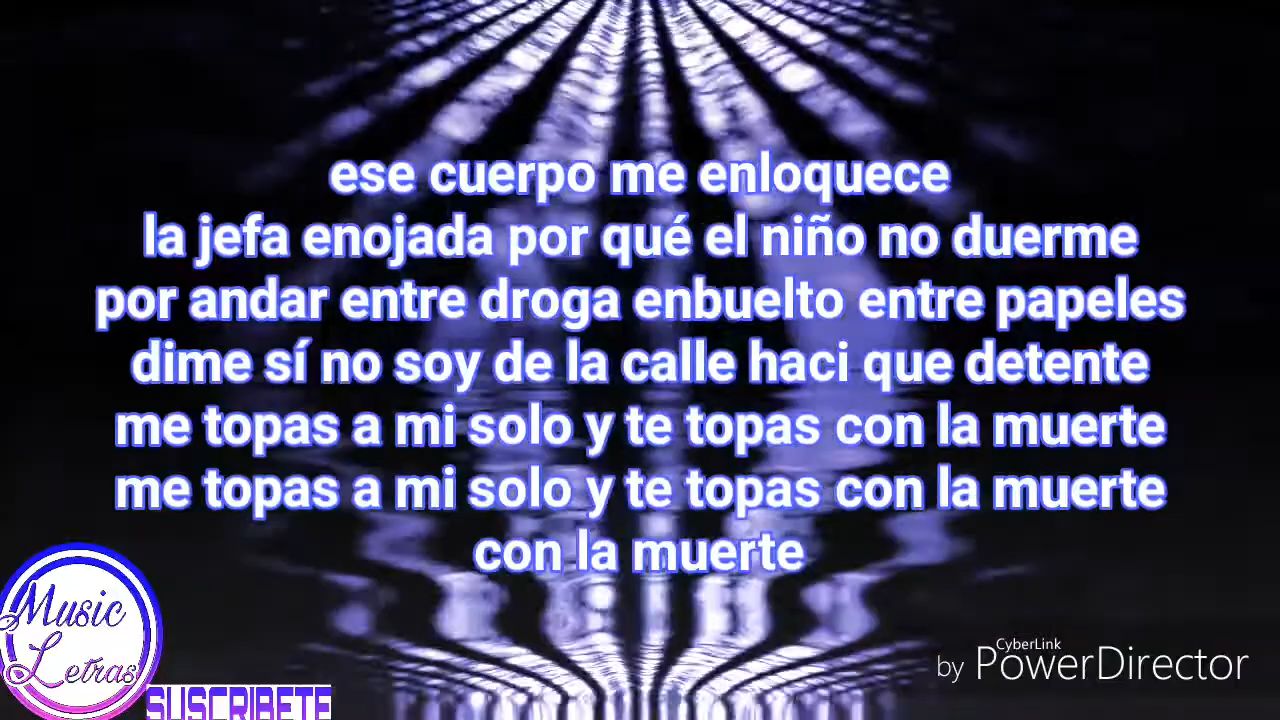 ese cuerpo me enloquece
la jefa enojada por qué el niño no duerme
por andar entre droga enbuelto entre papeles
dime sí no soy de la calle haci que detente
me topas a mi solo y te topas con la muerte
me topas a mi solo y te topas con la muerte
con la muerte
Music
Letras
SUSCRIBETE
CyberLink
by PowerDirector